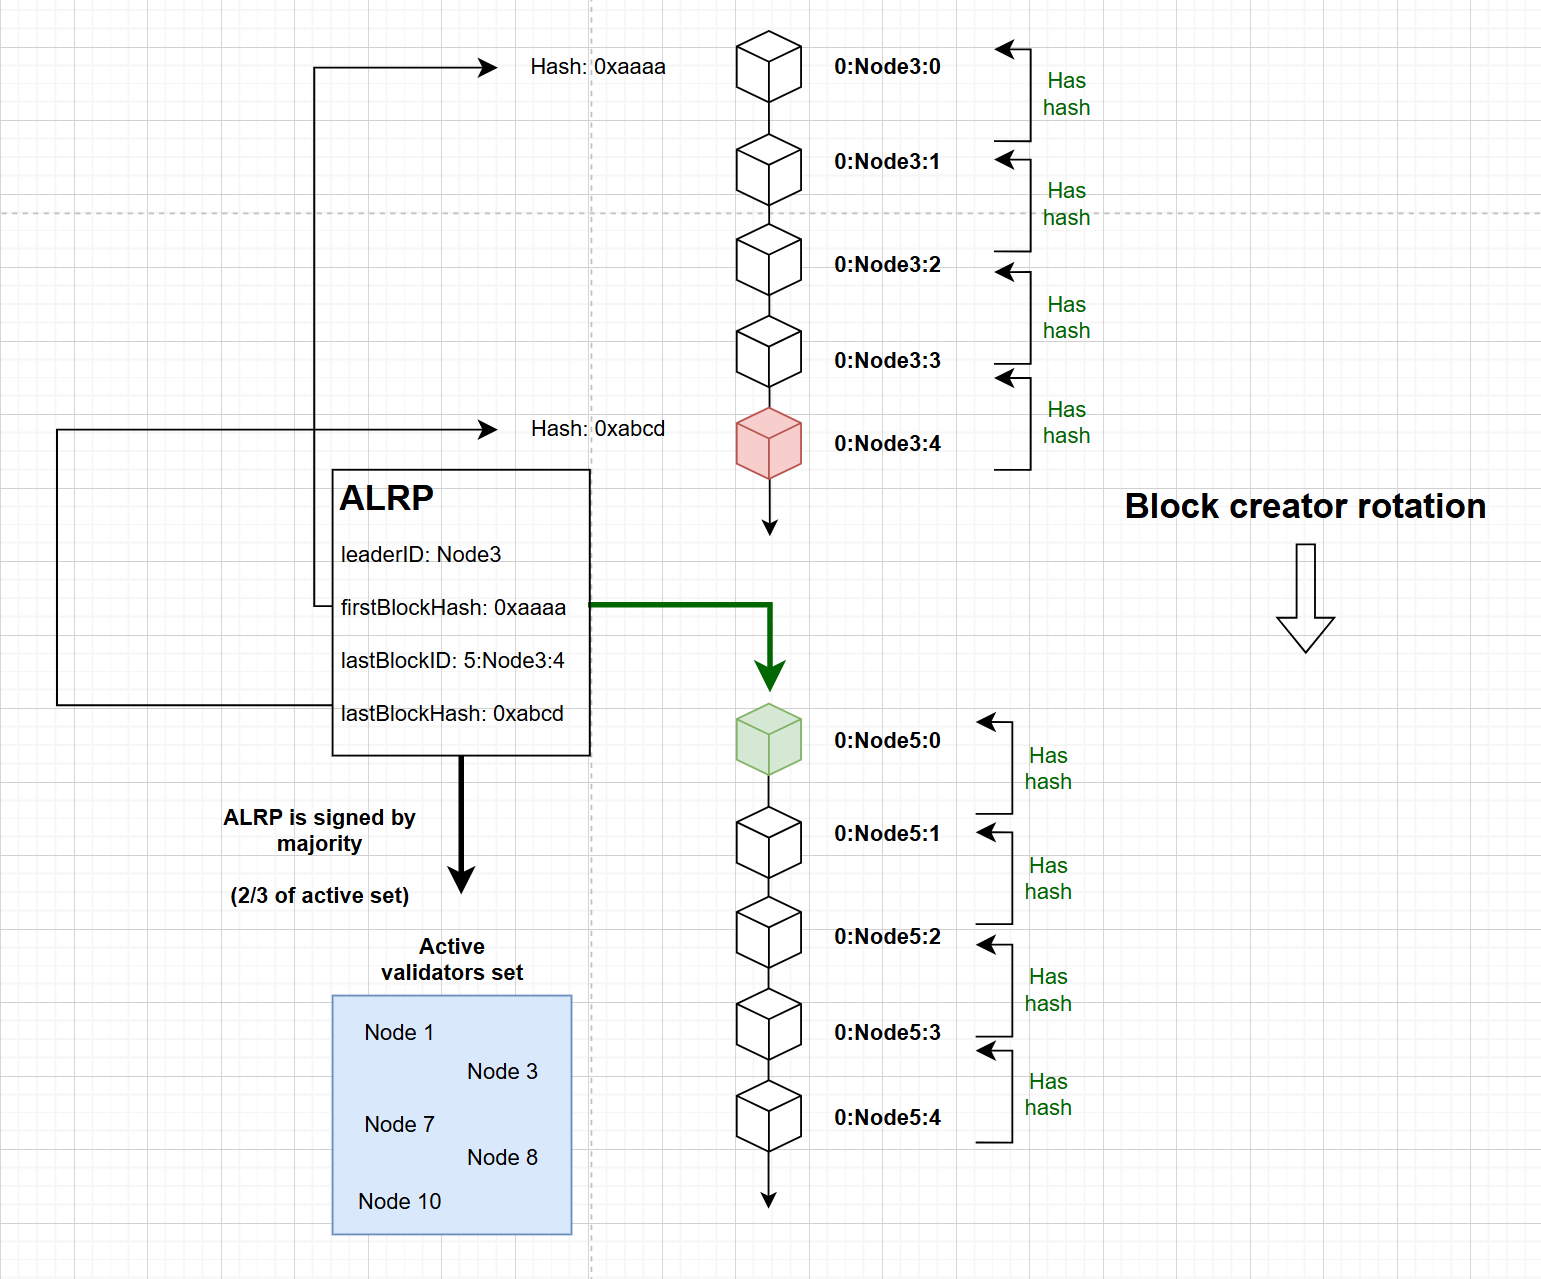 Hash: 0xaaaa
0:Node3:0
Has
hash
0:Node3:1
Has
hash
0:Node3:2
Has
hash
0:Node3:3
Has
hash
Hash: 0xabcd
0:Node3:4
ALRP
leaderID: Node3
firstBlockHash: 0xaaaa
lastBlockID: 5:Node3:4
lastBlockHash: 0xabcd
Block creator rotation
0:Node5:0
Has
hash
0:Node5:1
Has
hash
0:Node5:2
Has
hash
0:Node5:3
Has
hash
0:Node5:4
ALRP is signed by
majority
(2/3 of active set)
Active
validators set
Node 1
Node 3
Node 7
Node 8
Node 10